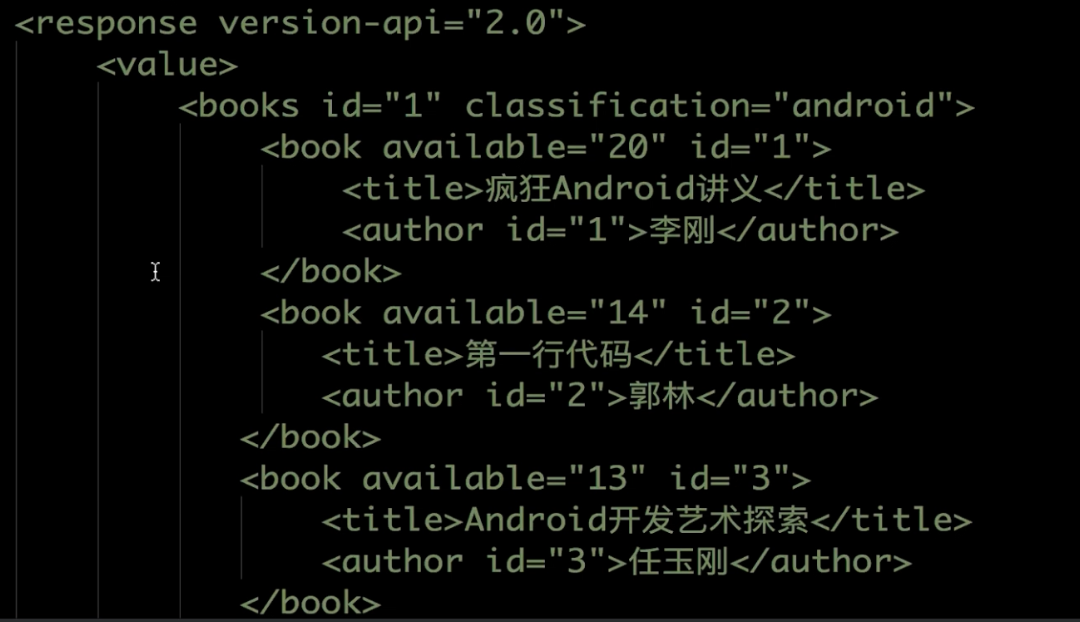 <response version-api="2.0">
<value>
<books id="1" classification="android">
<book available="20" id="1">
<title>疯狂Android讲义</title>
<author id="1">李刚</author>
</book>
<book available="14" id="2">
<title>第一行代码</title>
<author id="2">郭林</author>
</book>
<book available="13" id="3">
<title>Android开发艺术探索</title>
<author id="3">任玉刚</author>
</book>